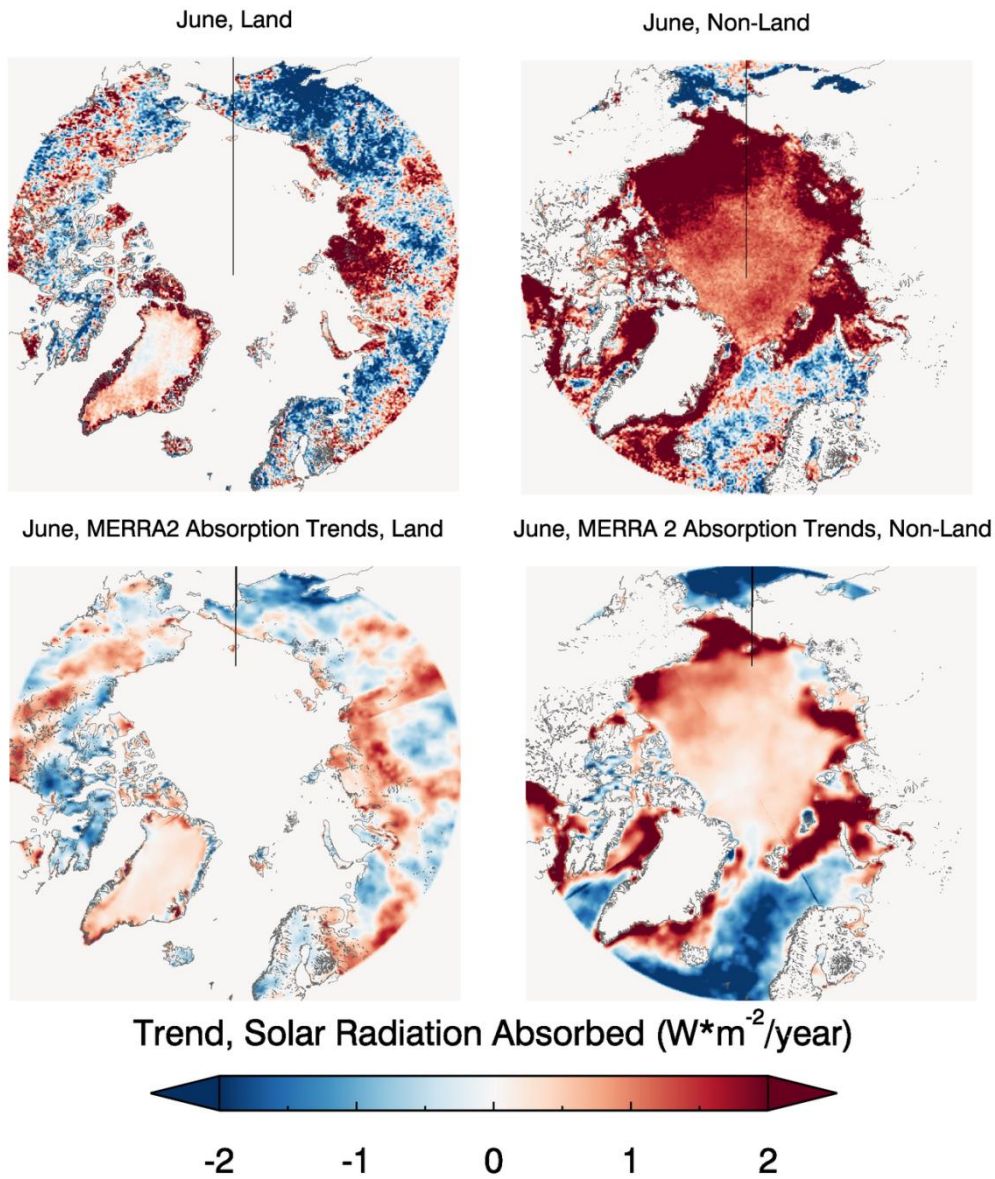 June, Land
June, Non-Land
June, MERRA2 Absorption Trends, Land
June, MERRA 2 Absorption Trends, Non-Land
Trend, Solar Radiation Absorbed (W*m⁻²/year)
-2 -1 0 1 2